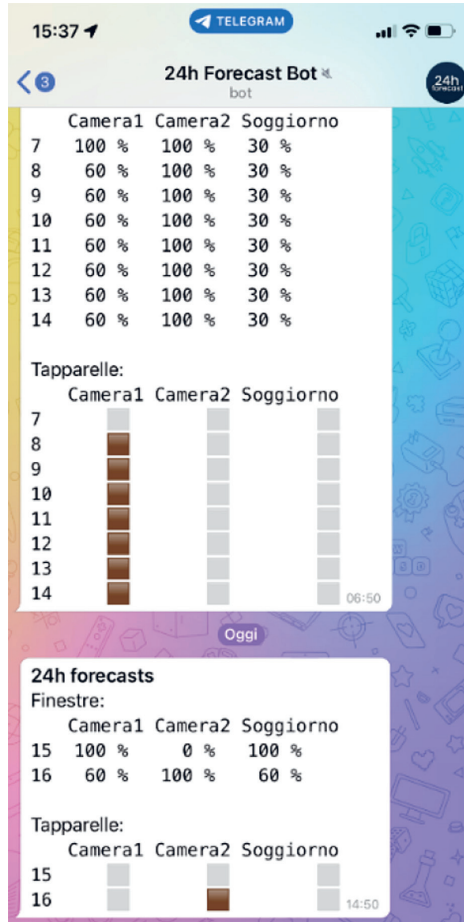 15:37
TELEGRAM
3
24h Forecast Bot
bot
24h
forecast
Camera1 Camera2 Soggiorno
7 100 % 100 % 30 %
8 60 % 100 % 30 %
9 60 % 100 % 30 %
10 60 % 100 % 30 %
11 60 % 100 % 30 %
12 60 % 100 % 30 %
13 60 % 100 % 30 %
14 60 % 100 % 30 %
Tapparelle:
Camera1 Camera2 Soggiorno
7
8
9
10
11
12
13
14
06:50
Oggi
24h forecasts
Finestre:
Camera1 Camera2 Soggiorno
15 100 % 0 % 100 %
16 60 % 100 % 60 %
Tapparelle:
Camera1 Camera2 Soggiorno
15
16
14:50